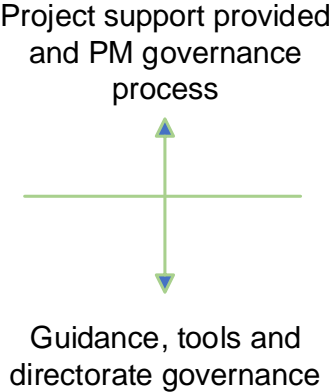 Project support provided
and PM governance
process
Guidance, tools and
directorate governance